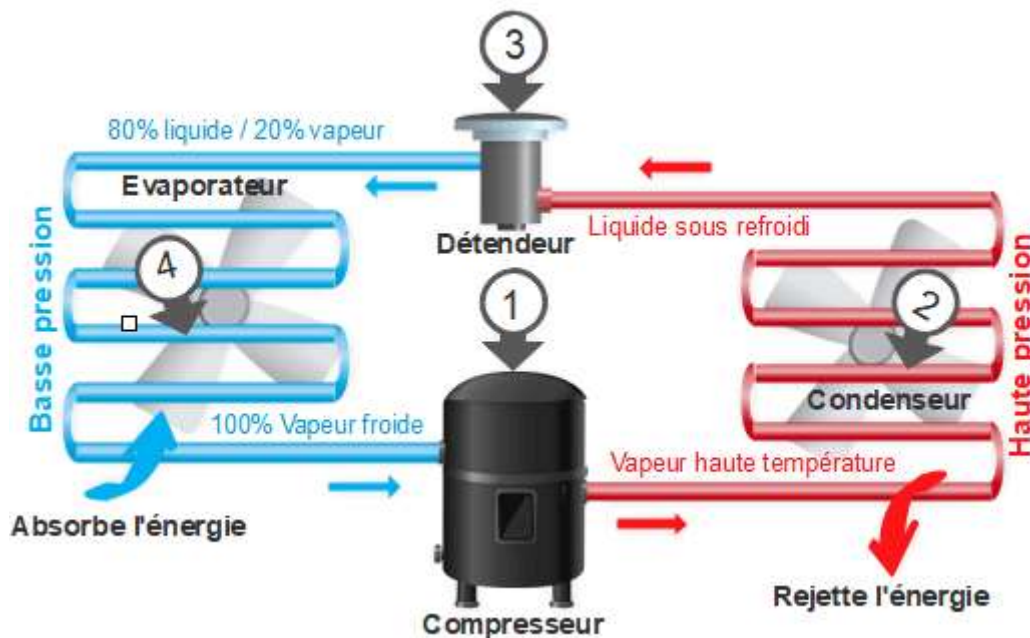 3
80% liquide / 20% vapeur
Evaporateur
Détendeur
Liquide sous refroidi
Basse pression
4
1
2
Haute pression
Condenseur
100% Vapeur froide
Vapeur haute température
Absorbe l'énergie
Rejette l'énergie
Compresseur